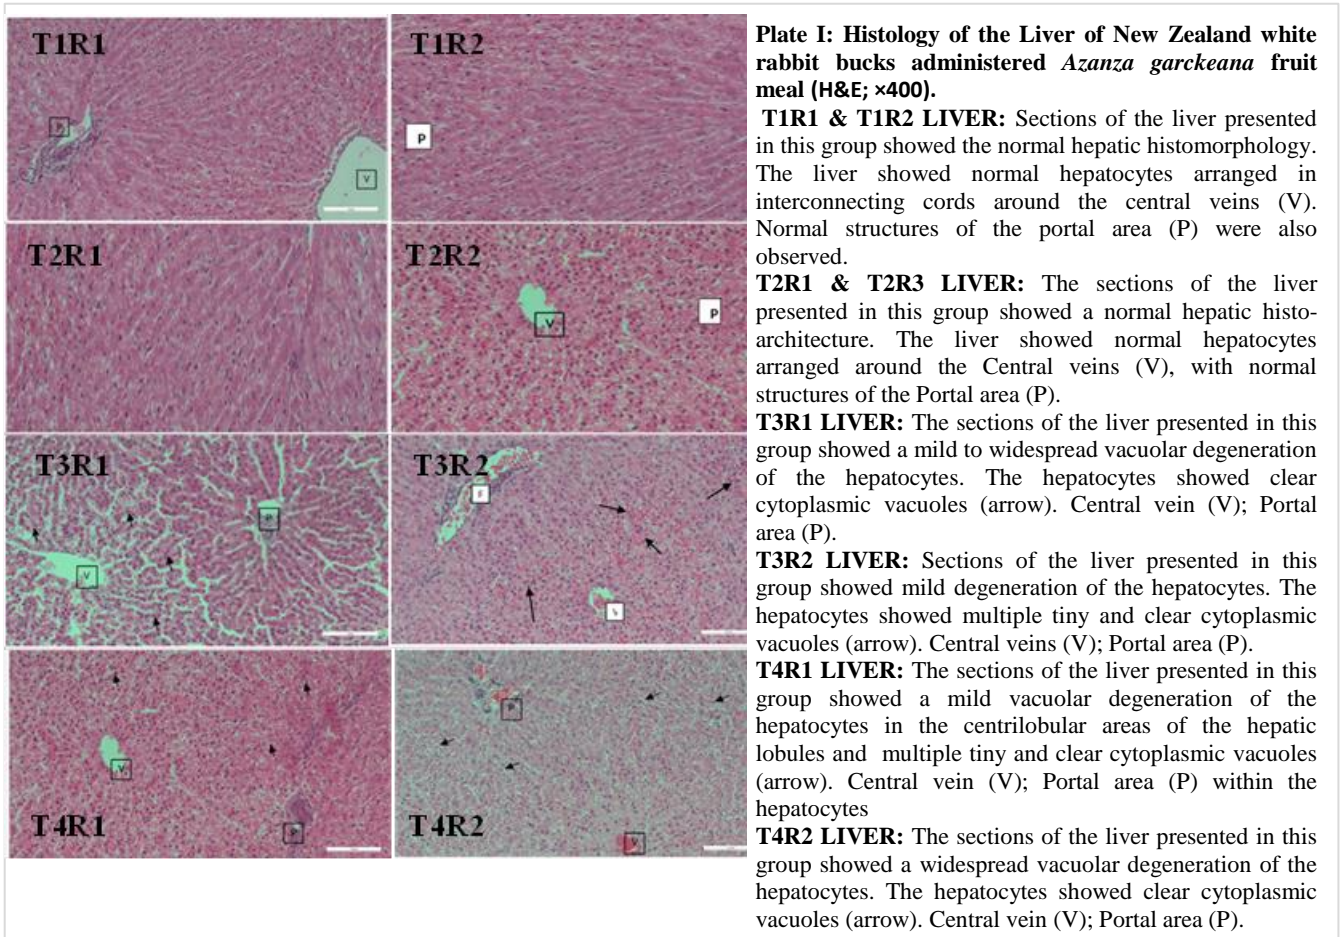 T1R1
P
V
T1R2
P
T2R1
T2R2
V
P
T3R1
P
V
T3R2
T4R1
V
P
T4R2
P
V
Plate I: Histology of the Liver of New Zealand white
rabbit bucks administered Azanza garckeana fruit
meal (H&E; ×400).
T1R1 & T1R2 LIVER: Sections of the liver presented
in this group showed the normal hepatic histomorphology.
The liver showed normal hepatocytes arranged in
interconnecting cords around the central veins (V).
Normal structures of the portal area (P) were also
observed.
T2R1 & T2R3 LIVER: The sections of the liver
presented in this group showed a normal hepatic histo-
architecture. The liver showed normal hepatocytes
arranged around the Central veins (V), with normal
structures of the Portal area (P).
T3R1 LIVER: The sections of the liver presented in this
group showed a mild to widespread vacuolar degeneration
of the hepatocytes. The hepatocytes showed clear
cytoplasmic vacuoles (arrow). Central vein (V); Portal
area (P).
T3R2 LIVER: Sections of the liver presented in this
group showed mild degeneration of the hepatocytes. The
hepatocytes showed multiple tiny and clear cytoplasmic
vacuoles (arrow). Central veins (V); Portal area (P).
T4R1 LIVER: The sections of the liver presented in this
group showed a mild vacuolar degeneration of the
hepatocytes in the centrilobular areas of the hepatic
lobules and multiple tiny and clear cytoplasmic vacuoles
(arrow). Central vein (V); Portal area (P) within the
hepatocytes
T4R2 LIVER: The sections of the liver presented in this
group showed a widespread vacuolar degeneration of the
hepatocytes. The hepatocytes showed clear cytoplasmic
vacuoles (arrow). Central vein (V); Portal area (P).